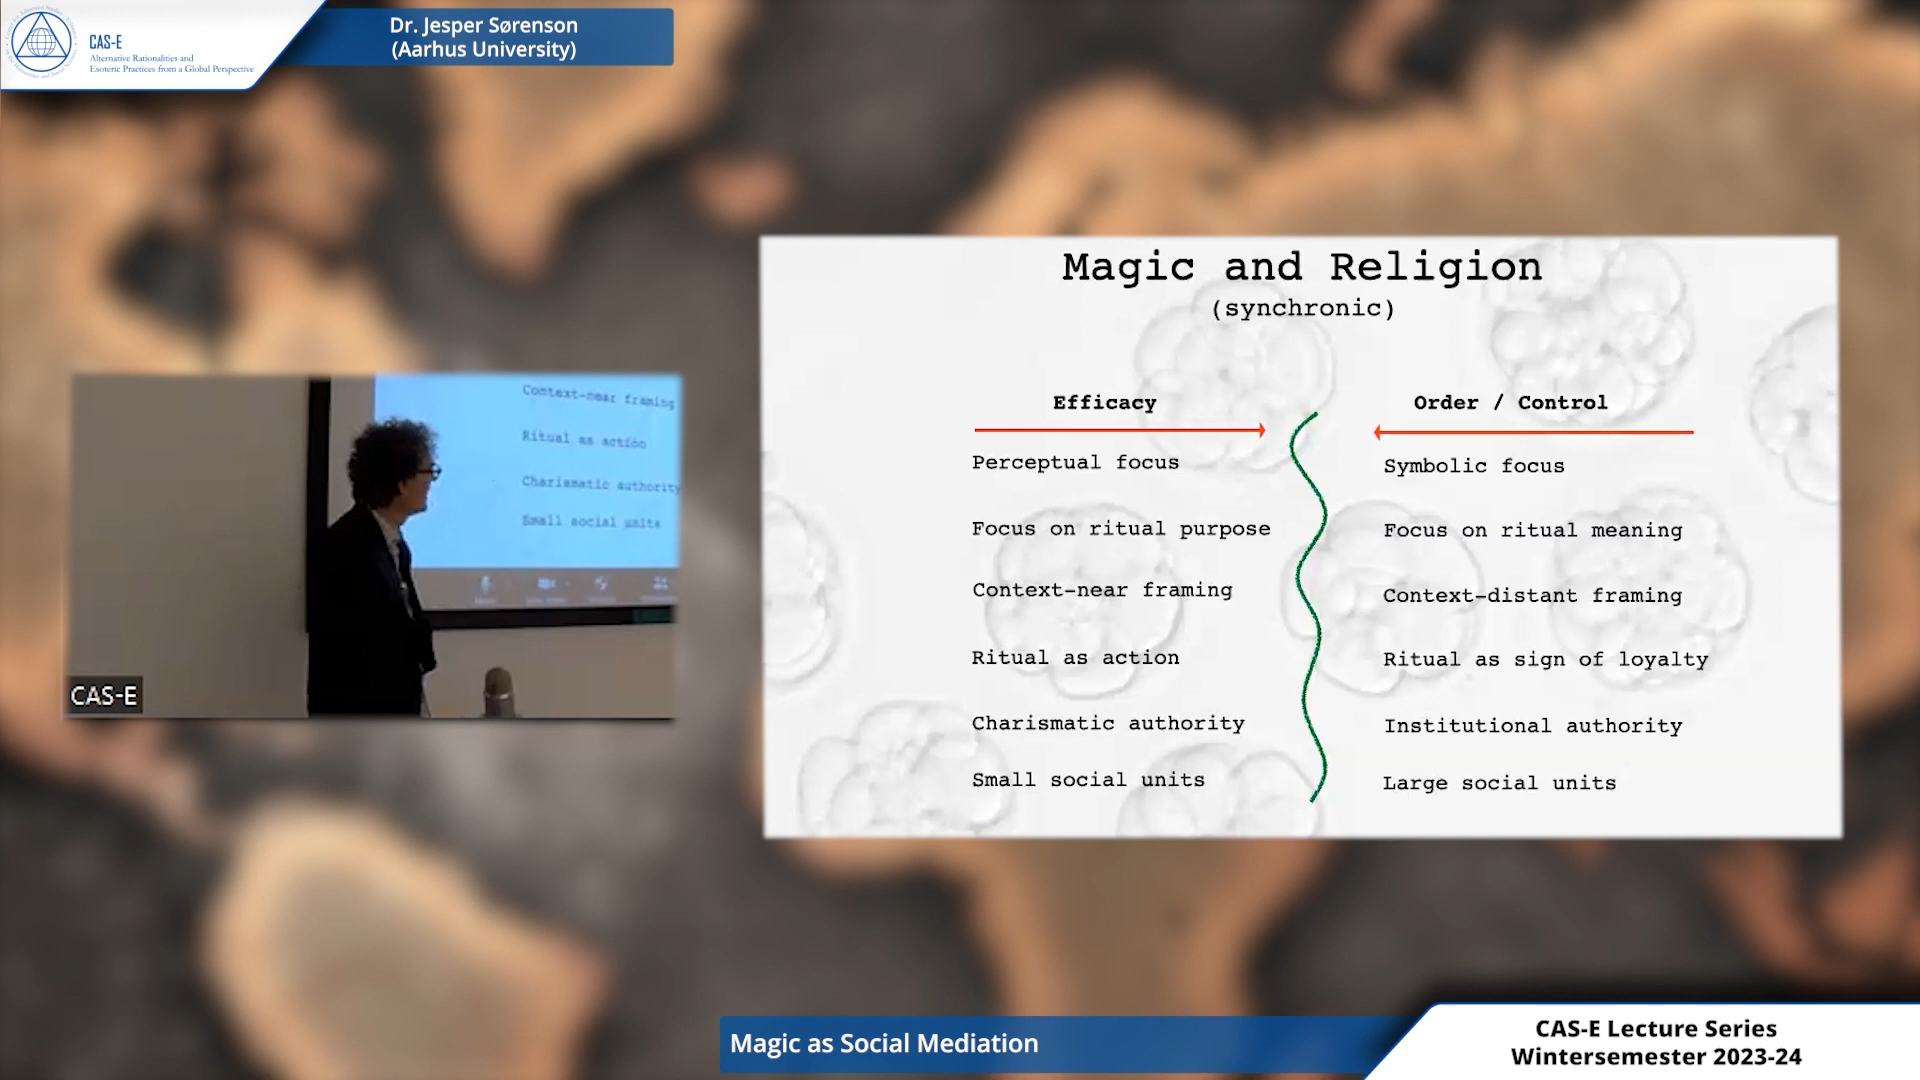 CAS-E
Alternative Rationalities and
Esoteric Practices from a Global Perspective
Dr. Jesper Sørenson
(Aarhus University)
Context-near framing
Ritual as action
Charismatic authority
Small social units
CAS-E
Magic and Religion
(synchronic)
Efficacy
Order / Control
Perceptual focus
Symbolic focus
Focus on ritual purpose
Focus on ritual meaning
Context-near framing
Context-distant framing
Ritual as action
Ritual as sign of loyalty
Charismatic authority
Institutional authority
Small social units
Large social units
Magic as Social Mediation
CAS-E Lecture Series
Wintersemester 2023-24